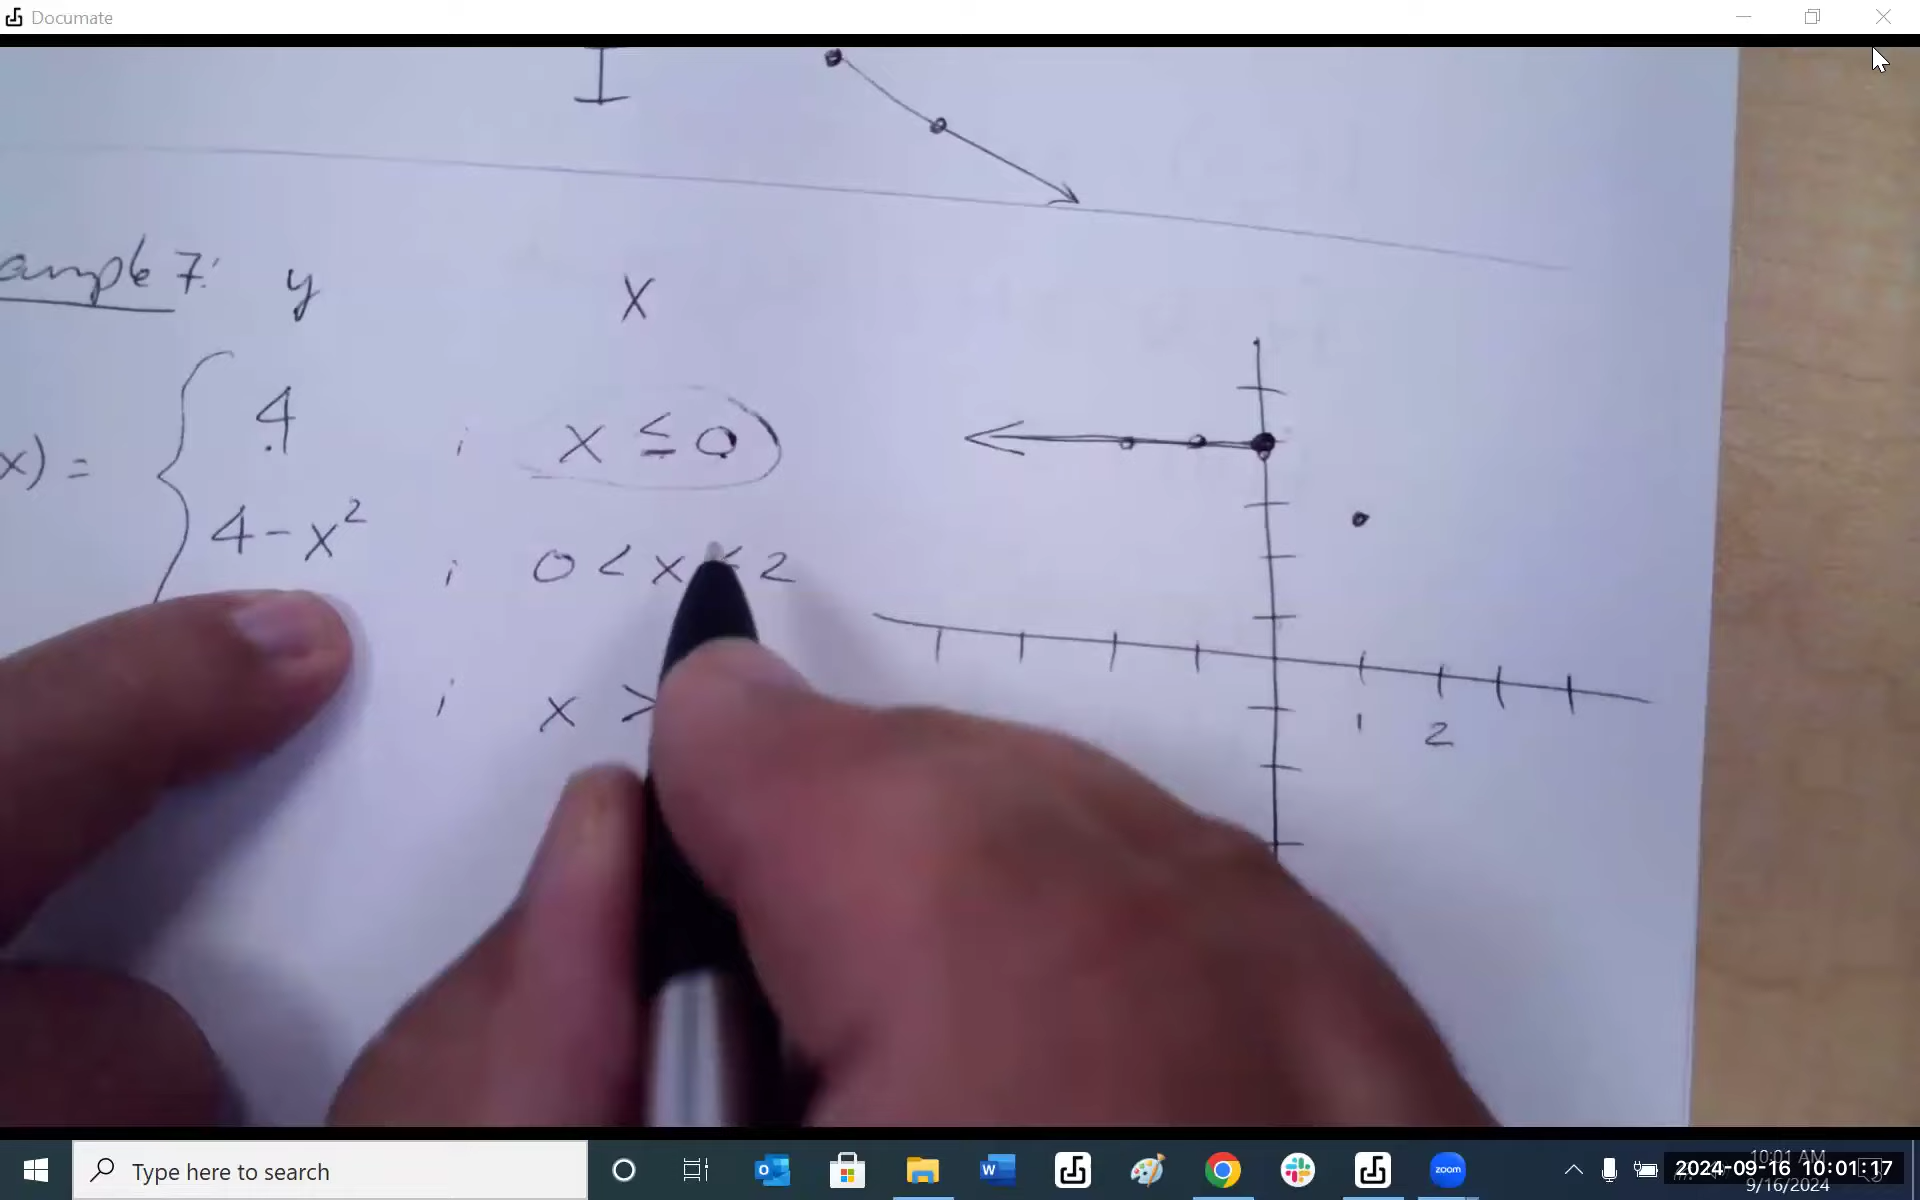 Documate
I
ample 7: y x
x) = { 4 ; x ≤ 0
4 - x² ; 0 < x 2
; x >
1 2
Type here to search
zoom
10:01 AM
2024-09-16 10:01:17
9/16/2024